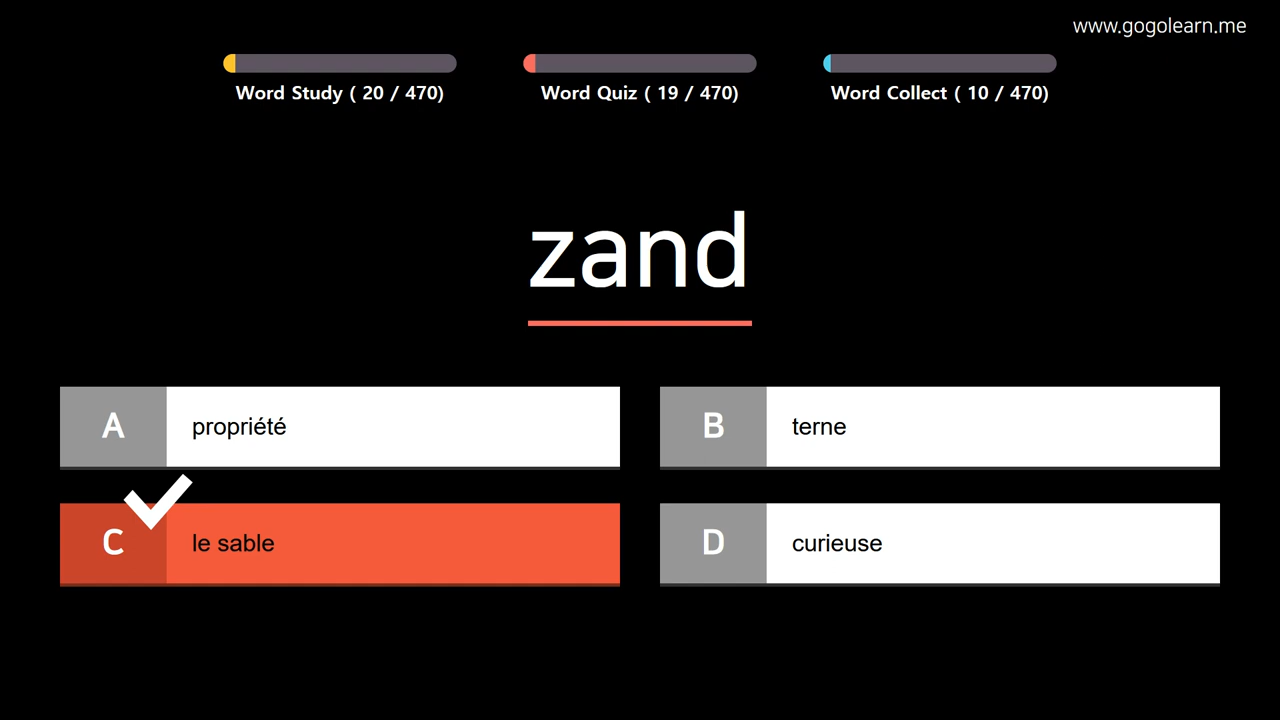 www.gogolearn.me
Word Study ( 20 / 470)
Word Quiz ( 19 / 470)
Word Collect ( 10 / 470)
zand
A propriété
B terne
C le sable
D curieuse